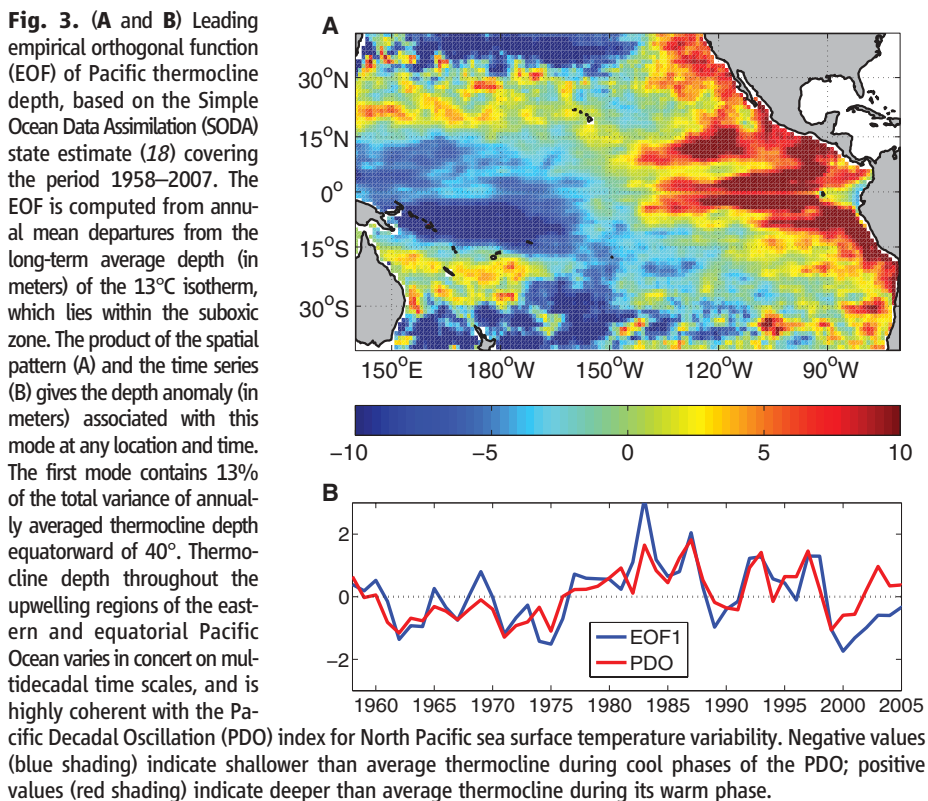 Fig. 3. (A and B) Leading
empirical orthogonal function
(EOF) of Pacific thermocline
depth, based on the Simple
Ocean Data Assimilation (SODA)
state estimate (18) covering
the period 1958–2007. The
EOF is computed from annu-
al mean departures from the
long-term average depth (in
meters) of the 13°C isotherm,
which lies within the suboxic
zone. The product of the spatial
pattern (A) and the time series
(B) gives the depth anomaly (in
meters) associated with this
mode at any location and time.
The first mode contains 13%
of the total variance of annual-
ly averaged thermocline depth
equatorward of 40°. Thermo-
cline depth throughout the
upwelling regions of the east-
ern and equatorial Pacific
Ocean varies in concert on mul-
tidecadal time scales, and is
highly coherent with the Pa-
cific Decadal Oscillation (PDO) index for North Pacific sea surface temperature variability. Negative values
(blue shading) indicate shallower than average thermocline during cool phases of the PDO; positive
values (red shading) indicate deeper than average thermocline during its warm phase.
A
30°N
15°N
0°
15°S
30°S
150°E 180°W 150°W 120°W 90°W
−10 −5 0 5 10
B
2
0
−2
EOF1
PDO
1960 1965 1970 1975 1980 1985 1990 1995 2000 2005